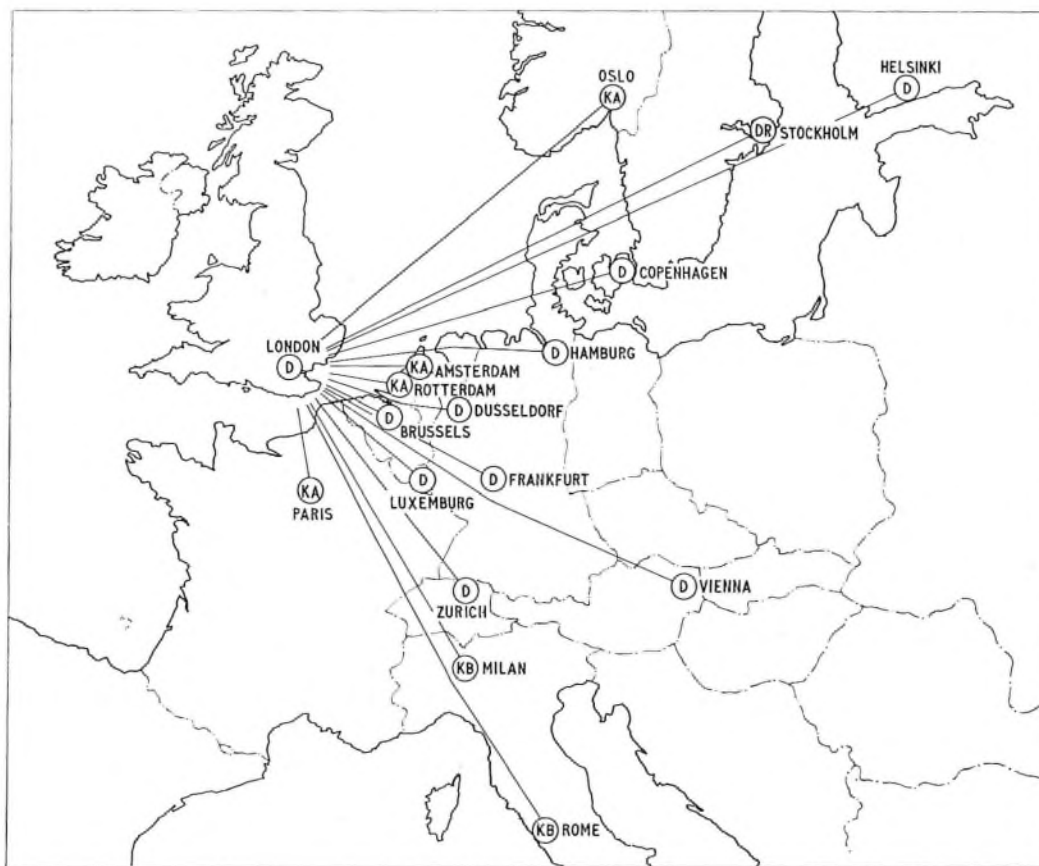 HELSINKI
D
OSLO
KA
DR STOCKHOLM
D COPENHAGEN
LONDON
D
D HAMBURG
KA AMSTERDAM
KA ROTTERDAM
D DUSSELDORF
D
BRUSSELS
D FRANKFURT
D
LUXEMBURG
KA
PARIS
D VIENNA
D
ZURICH
KB MILAN
KB ROME